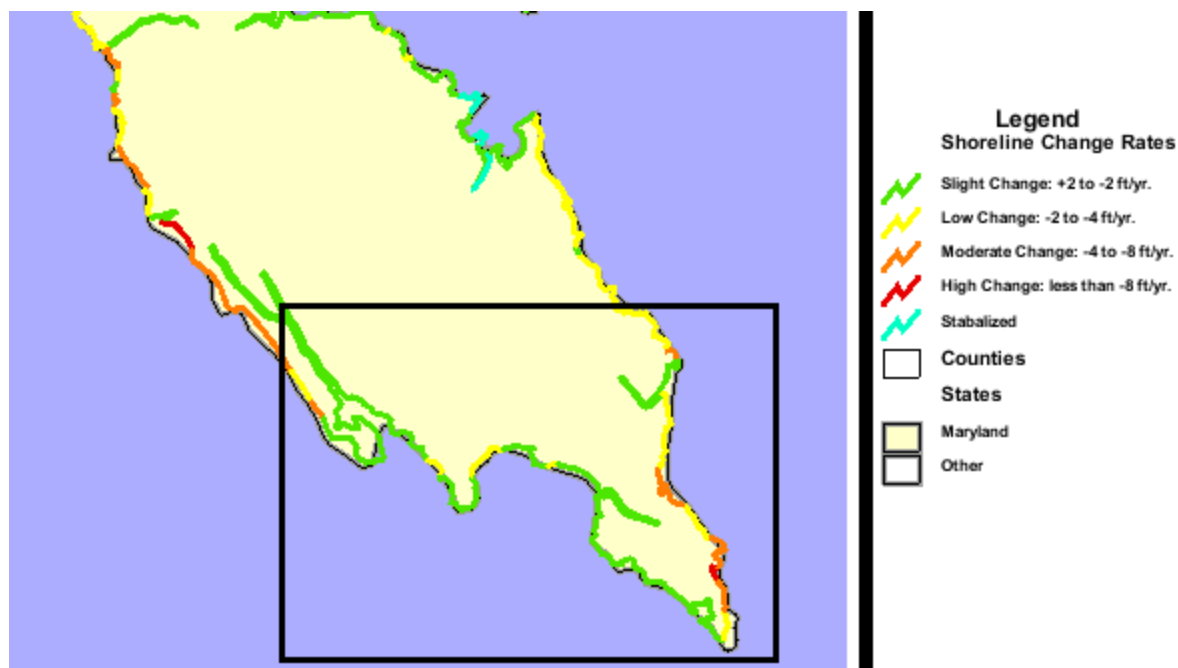 Legend
Shoreline Change Rates
Slight Change: +2 to -2 ft/yr.
Low Change: -2 to -4 ft/yr.
Moderate Change: -4 to -8 ft/yr.
High Change: less than -8 ft/yr.
Stabalized
Counties
States
Maryland
Other